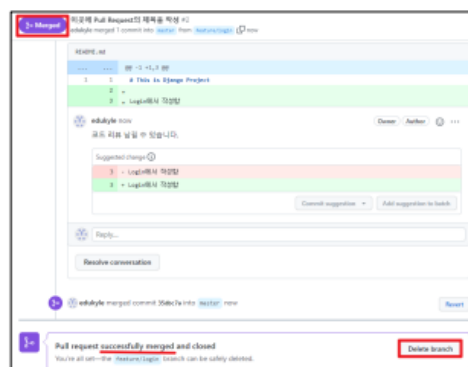 Merged
이곳에 Pull Request의 제목을 작성 #2
edukyle merged 1 commit into master from feature/login now
README.md
... ... @@ -1 +1,3 @@
1 1 # This is Django Project
2 +
3 + Login에서 작성함
edukyle now Owner Author
코드 리뷰 남길 수 있습니다.
Suggested change
3 - Login에서 작성함
3 + Login에서 작성함
Commit suggestion Add suggestion to batch
Reply...
Resolve conversation
edukyle merged commit into master now Revert
Pull request successfully merged and closed
You're all set—the feature/login branch can be safely deleted.
Delete branch